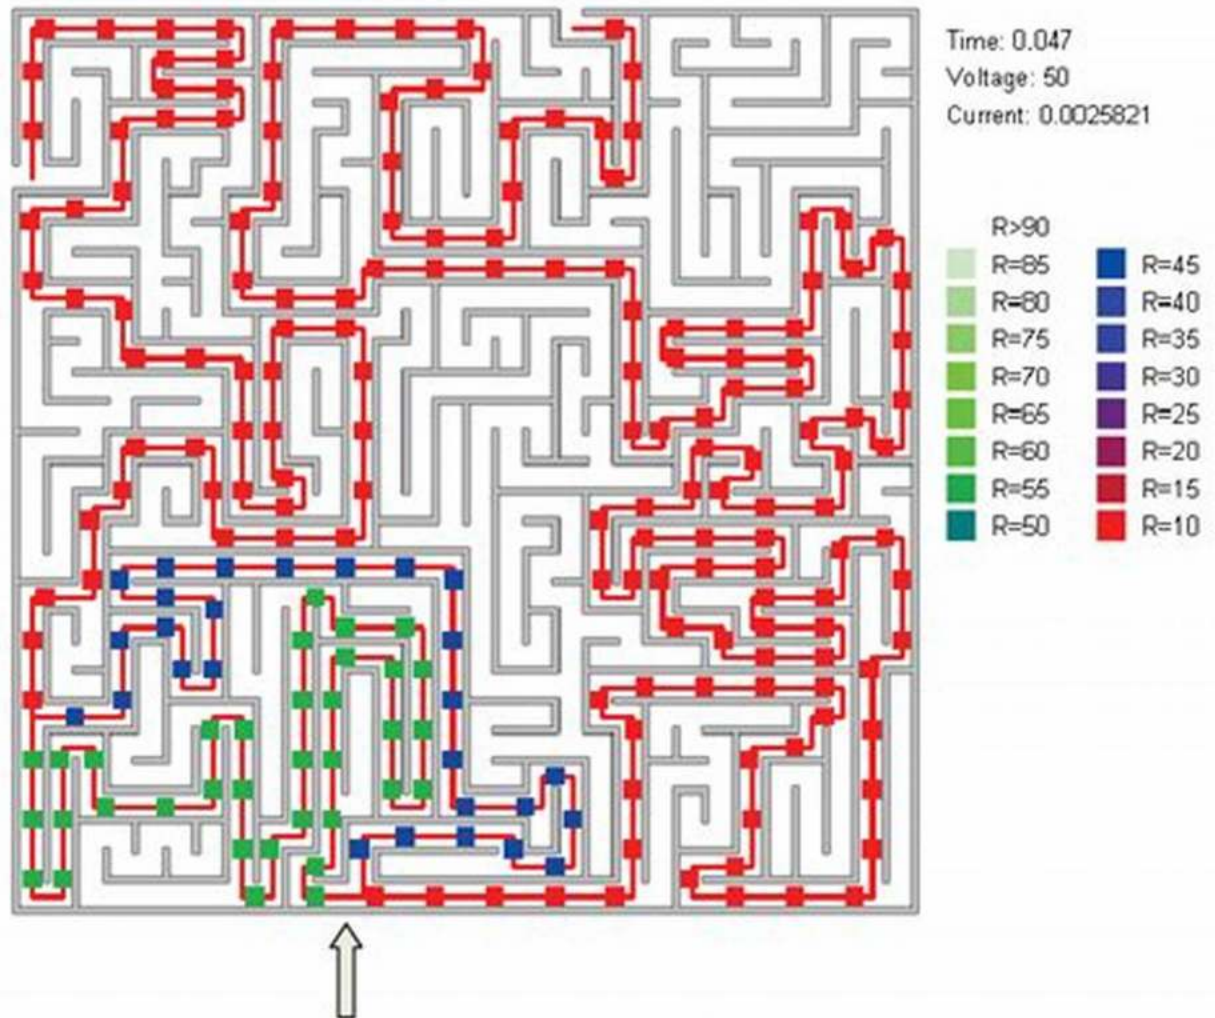 Time: 0.047
Voltage: 50
Current: 0.0025821
R>90
R=85
R=80
R=75
R=70
R=65
R=60
R=55
R=50
R=45
R=40
R=35
R=30
R=25
R=20
R=15
R=10